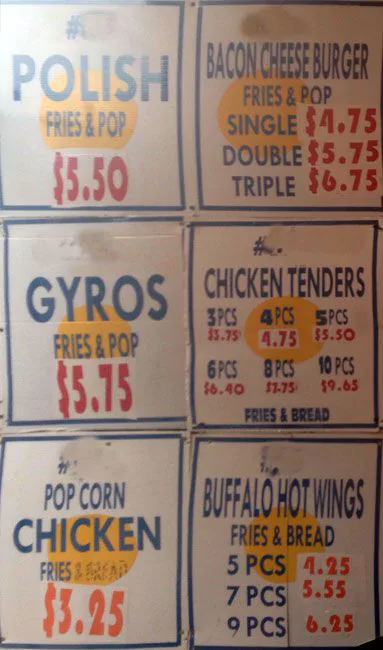 #
POLISH
FRIES & POP
$5.50
BACON CHEESE BURGER
FRIES & POP
SINGLE $4.75
DOUBLE $5.75
TRIPLE $6.75
GYROS
FRIES & POP
$5.75
#
CHICKEN TENDERS
3 PCS 4 PCS 5 PCS
$3.75 4.75 $5.50
6 PCS 8 PCS 10 PCS
$6.40 $7.75 $9.65
FRIES & BREAD
#
POP CORN
CHICKEN
FRIES & BREAD
$3.25
BUFFALO HOT WINGS
FRIES & BREAD
5 PCS 4.25
7 PCS 5.55
9 PCS 6.25